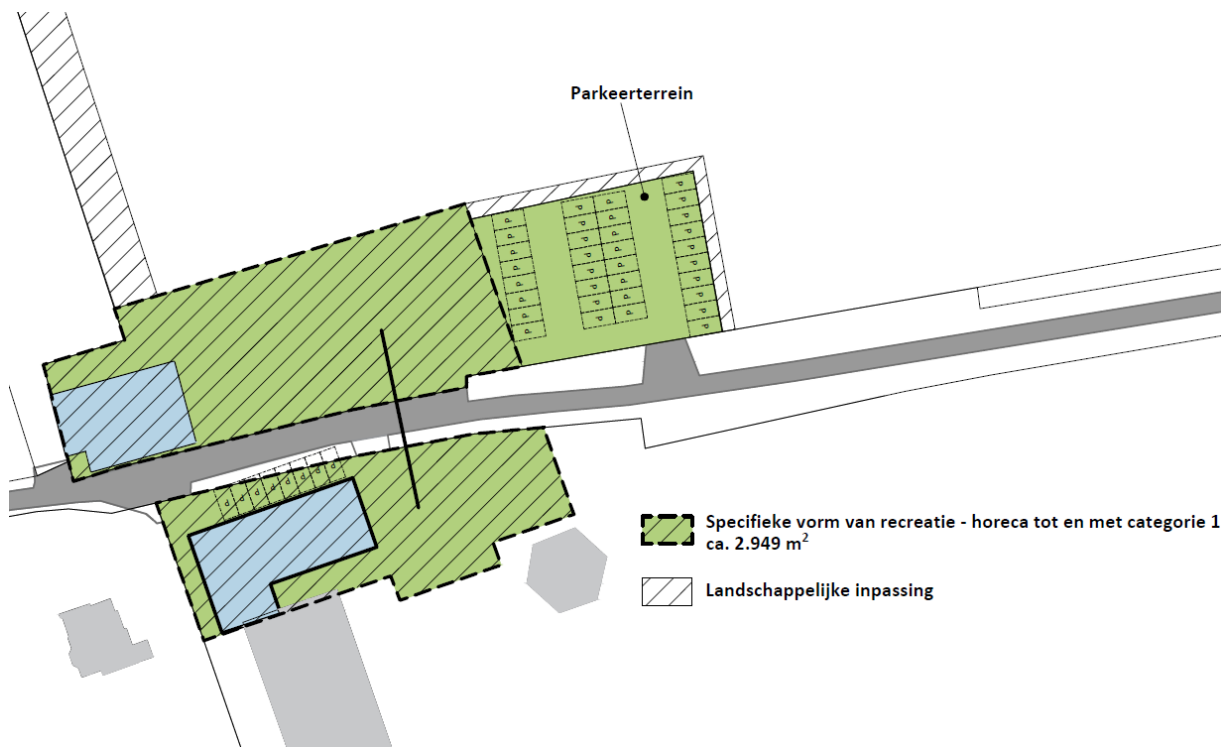 Parkeerterrein
P P P P P P P P
P P P P P P P P
P P P P P P P P
P P P P P P P P P P
P P P P P P P P
Specifieke vorm van recreatie - horeca tot en met categorie 1
ca. 2.949 m²
Landschappelijke inpassing